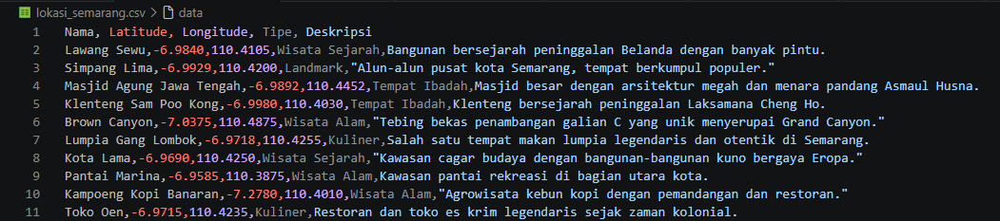 lokasi_semarang.csv > data
1 Nama, Latitude, Longitude, Tipe, Deskripsi
2 Lawang Sewu,-6.9840,110.4105,Wisata Sejarah,Bangunan bersejarah peninggalan Belanda dengan banyak pintu.
3 Simpang Lima,-6.9929,110.4200,Landmark,"Alun-alun pusat kota Semarang, tempat berkumpul populer."
4 Masjid Agung Jawa Tengah,-6.9892,110.4452,Tempat Ibadah,Masjid besar dengan arsitektur megah dan menara pandang Asmaul Husna.
5 Klenteng Sam Poo Kong,-6.9980,110.4030,Tempat Ibadah,Klenteng bersejarah peninggalan Laksamana Cheng Ho.
6 Brown Canyon,-7.0375,110.4875,Wisata Alam,"Tebing bekas penambangan galian C yang unik menyerupai Grand Canyon."
7 Lumpia Gang Lombok,-6.9718,110.4255,Kuliner,Salah satu tempat makan lumpia legendaris dan otentik di Semarang.
8 Kota Lama,-6.9690,110.4250,Wisata Sejarah,"Kawasan cagar budaya dengan bangunan-bangunan kuno bergaya Eropa."
9 Pantai Marina,-6.9585,110.3875,Wisata Alam,Kawasan pantai rekreasi di bagian utara kota.
10 Kampoeng Kopi Banaran,-7.2780,110.4010,Wisata Alam,"Agrowisata kebun kopi dengan pemandangan dan restoran."
11 Toko Oen,-6.9715,110.4235,Kuliner,Restoran dan toko es krim legendaris sejak zaman kolonial.